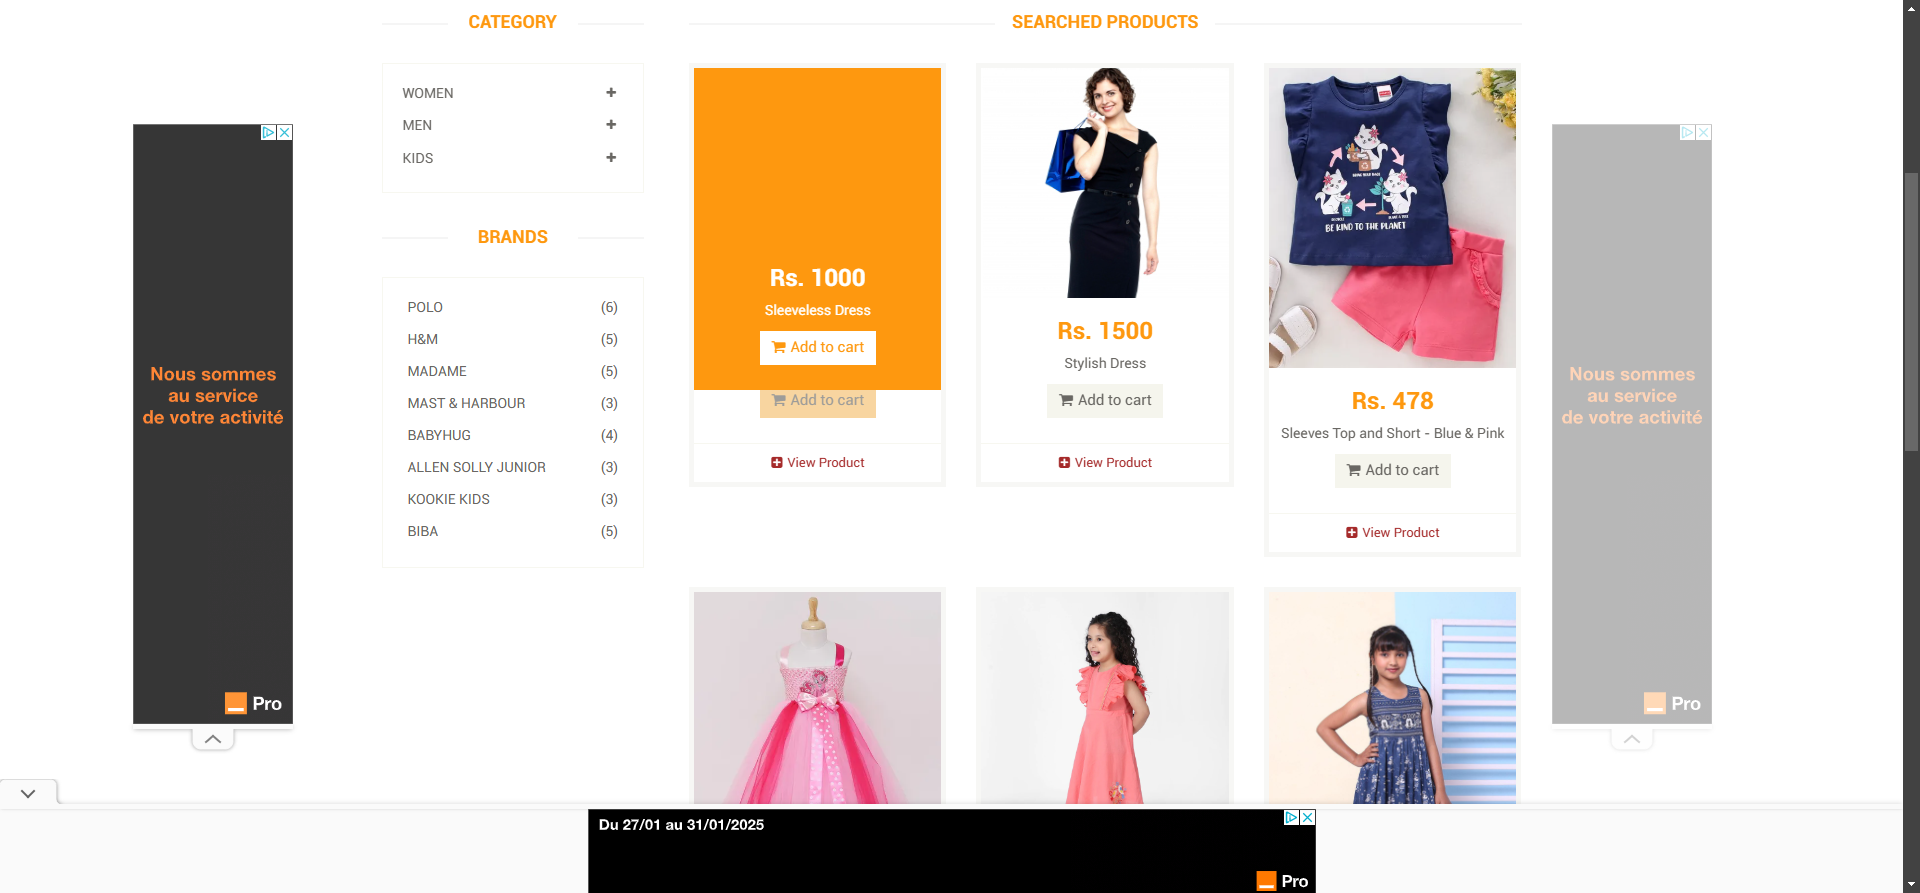 CATEGORY
WOMEN
MEN
KIDS
BRANDS
POLO (6)
H&M (5)
MADAME (5)
MAST & HARBOUR (3)
BABYHUG (4)
ALLEN SOLLY JUNIOR (3)
KOOKIE KIDS (3)
BIBA (5)
SEARCHED PRODUCTS
Rs. 1000
Sleeveless Dress
Add to cart
Add to cart
View Product
Rs. 1500
Stylish Dress
Add to cart
View Product
BE KIND TO THE PLANET
Rs. 478
Sleeves Top and Short - Blue & Pink
Add to cart
View Product
Nous sommes
au service
de votre activité
Pro
Nous sommes
au service
de votre activité
Pro
Du 27/01 au 31/01/2025
Pro